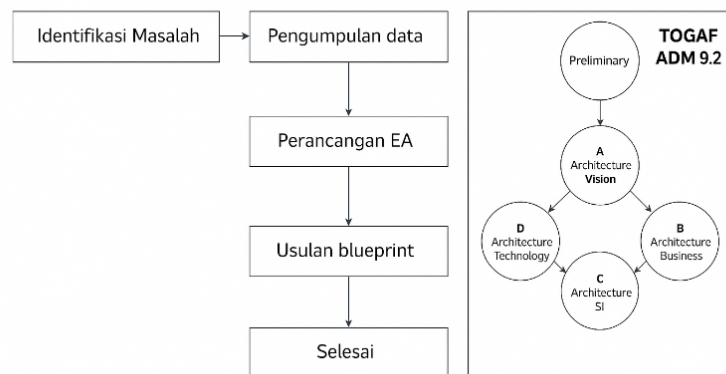 Identifikasi Masalah
Pengumpulan data
Perancangan EA
Usulan blueprint
Selesai
TOGAF
ADM 9.2
Preliminary
A
Architecture
Vision
D
Architecture
Technology
B
Architecture
Business
C
Architecture
SI